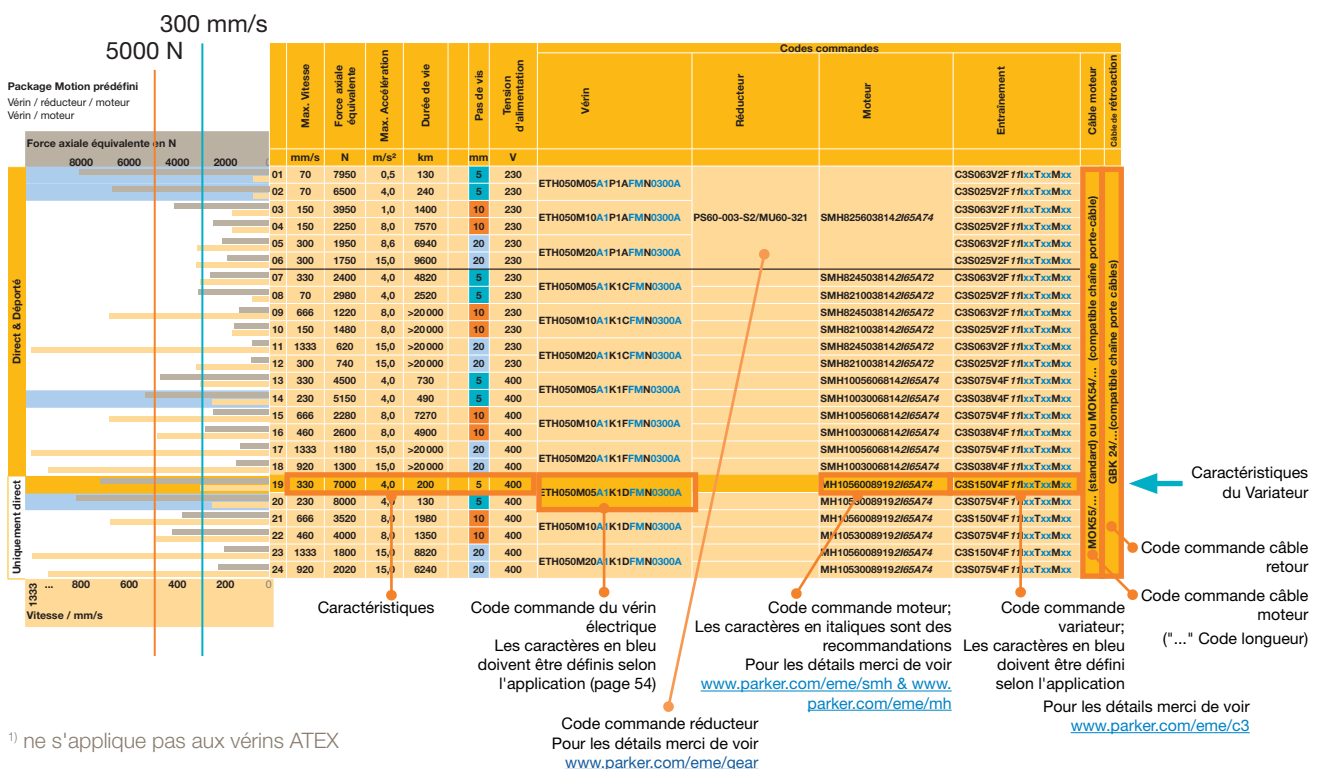 300 mm/s
5000 N
Package Motion prédéfini
Vérin / réducteur / moteur
Vérin / moteur
Force axiale équivalente en N
8000 6000 4000 2000 0
Codes commandes
Max. Vitesse
Force axiale équivalente
Max. Accélération
Durée de vie
Pas de vis
Tension d'alimentation
Vérin
Réducteur
Moteur
Entraînement
Câble moteur
Câble de rétroaction
mm/s N m/s² km mm V
Direct & Déporté
01 70 7950 0,5 130 5 230 ETH050M05A1P1AFMN0300A PS60-003-S2/MU60-321 SMH8256038142I65A74 C3S063V2F11IxxTxxMxx
02 70 6500 4,0 240 5 230 C3S025V2F11IxxTxxMxx
03 150 3950 1,0 1400 10 230 ETH050M10A1P1AFMN0300A C3S063V2F11IxxTxxMxx
04 150 2250 8,0 7570 10 230 C3S025V2F11IxxTxxMxx
05 300 1950 8,6 6940 20 230 ETH050M20A1P1AFMN0300A C3S063V2F11IxxTxxMxx
06 300 1750 15,0 9600 20 230 C3S025V2F11IxxTxxMxx
07 330 2400 4,0 4820 5 230 ETH050M05A1K1CFMN0300A SMH8245038142I65A72 C3S063V2F11IxxTxxMxx
08 70 2980 4,0 2520 5 230 SMH8210038142I65A72 C3S025V2F11IxxTxxMxx
09 666 1220 8,0 >20000 10 230 ETH050M10A1K1CFMN0300A SMH8245038142I65A72 C3S063V2F11IxxTxxMxx
10 150 1480 8,0 >20000 10 230 SMH8210038142I65A72 C3S025V2F11IxxTxxMxx
11 1333 620 15,0 >20000 20 230 ETH050M20A1K1CFMN0300A SMH8245038142I65A72 C3S063V2F11IxxTxxMxx
12 300 740 15,0 >20000 20 230 SMH8210038142I65A72 C3S025V2F11IxxTxxMxx
13 330 4500 4,0 730 5 400 ETH050M05A1K1FFMN0300A SMH10056068142I65A74 C3S075V4F11IxxTxxMxx
14 230 5150 4,0 490 5 400 SMH10030068142I65A74 C3S038V4F11IxxTxxMxx
15 666 2280 8,0 7270 10 400 ETH050M10A1K1FFMN0300A SMH10056068142I65A74 C3S075V4F11IxxTxxMxx
16 460 2600 8,0 4900 10 400 SMH10030068142I65A74 C3S038V4F11IxxTxxMxx
17 1333 1180 15,0 >20000 20 400 ETH050M20A1K1FFMN0300A SMH10056068142I65A74 C3S075V4F11IxxTxxMxx
18 920 1300 15,0 >20000 20 400 SMH10030068142I65A74 C3S038V4F11IxxTxxMxx
Uniquement direct
19 330 7000 4,0 200 5 400 ETH050M05A1K1DFMN0300A MH10560089192I65A74 C3S150V4F11IxxTxxMxx
20 230 8000 4,0 130 5 400 MH10530089192I65A74 C3S075V4F11IxxTxxMxx
21 666 3520 8,0 1980 10 400 ETH050M10A1K1DFMN0300A MH10560089192I65A74 C3S150V4F11IxxTxxMxx
22 460 4000 8,0 1350 10 400 MH10530089192I65A74 C3S075V4F11IxxTxxMxx
23 1333 1800 15,0 8820 20 400 ETH050M20A1K1DFMN0300A MH10560089192I65A74 C3S150V4F11IxxTxxMxx
24 920 2020 15,0 6240 20 400 MH10530089192I65A74 C3S075V4F11IxxTxxMxx
MOK55/… (standard) ou MOK54/… (compatible chaîne porte-câble)
GBK 24/…(compatible chaîne porte câbles)
1333 ... 800 600 400 200 0
Vitesse / mm/s
Caractéristiques
du Variateur
Code commande câble
retour
Code commande câble
moteur
("..." Code longueur)
Caractéristiques
Code commande du vérin
électrique
Les caractères en bleu
doivent être définis selon
l'application (page 54)
Code commande moteur;
Les caractères en italiques sont des
recommandations
Pour les détails merci de voir
www.parker.com/eme/smh & www.
parker.com/eme/mh
Code commande
variateur;
Les caractères en bleu
doivent être défini
selon l'application
Pour les détails merci de voir
www.parker.com/eme/c3
Code commande réducteur
Pour les détails merci de voir
www.parker.com/eme/gear
1) ne s'applique pas aux vérins ATEX